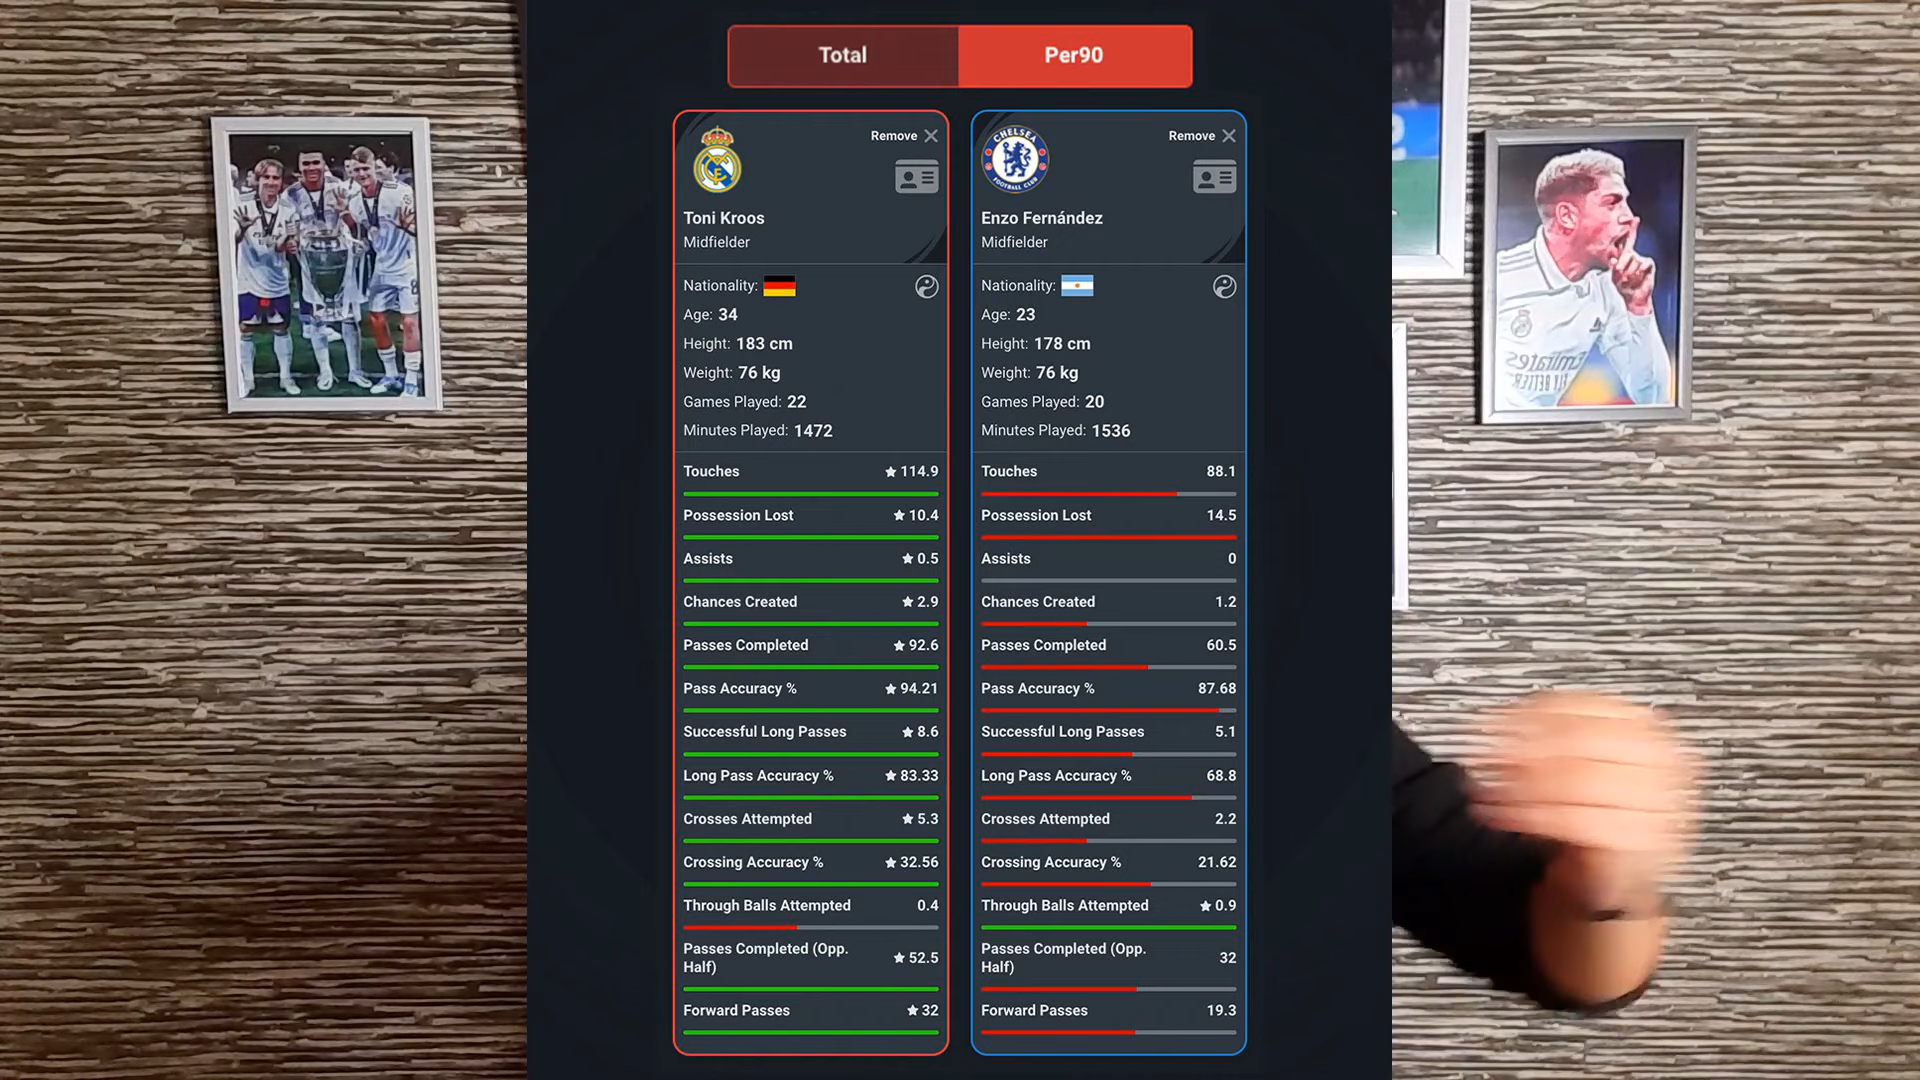 Total
Per90
Remove
Toni Kroos
Midfielder
Nationality:
Age: 34
Height: 183 cm
Weight: 76 kg
Games Played: 22
Minutes Played: 1472
Touches 114.9
Possession Lost 10.4
Assists 0.5
Chances Created 2.9
Passes Completed 92.6
Pass Accuracy % 94.21
Successful Long Passes 8.6
Long Pass Accuracy % 83.33
Crosses Attempted 5.3
Crossing Accuracy % 32.56
Through Balls Attempted 0.4
Passes Completed (Opp.
Half) 52.5
Forward Passes 32
CHELSEA
FOOTBALL CLUB
Remove
Enzo Fernández
Midfielder
Nationality:
Age: 23
Height: 178 cm
Weight: 76 kg
Games Played: 20
Minutes Played: 1536
Touches 88.1
Possession Lost 14.5
Assists 0
Chances Created 1.2
Passes Completed 60.5
Pass Accuracy % 87.68
Successful Long Passes 5.1
Long Pass Accuracy % 68.8
Crosses Attempted 2.2
Crossing Accuracy % 21.62
Through Balls Attempted 0.9
Passes Completed (Opp.
Half) 32
Forward Passes 19.3
Emirates
FLY BETTER